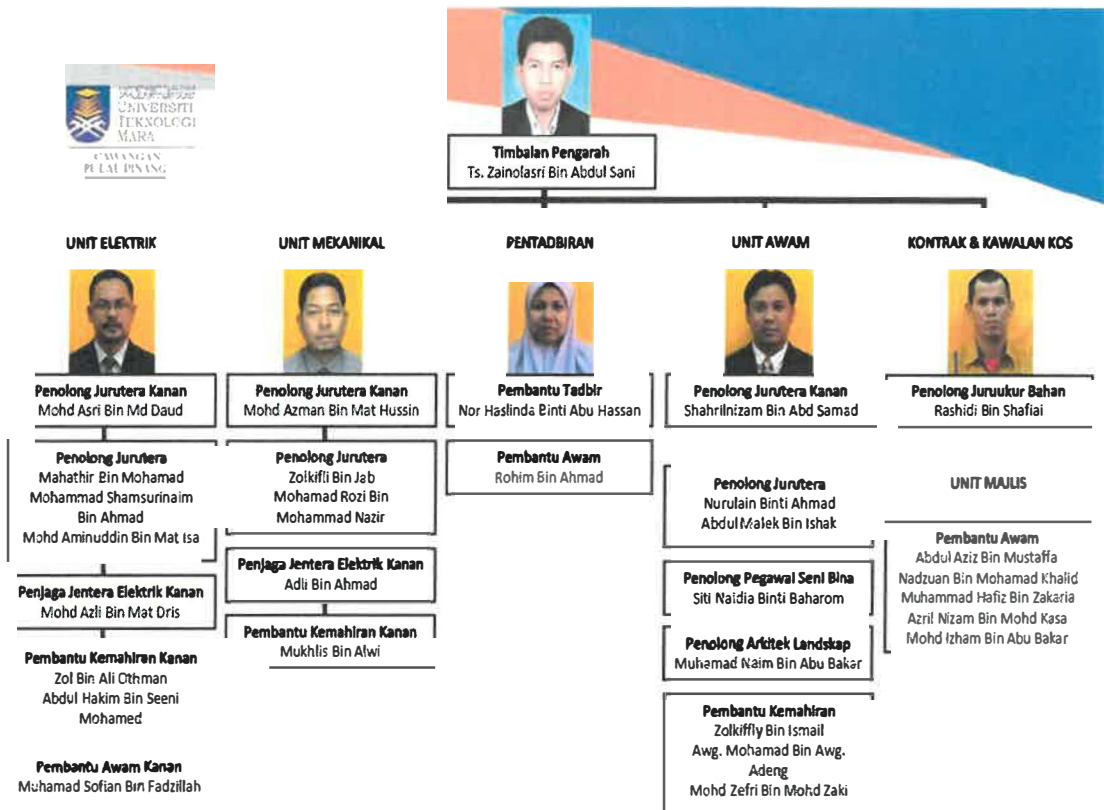 UNIVERSITI
TEKNOLOGI
MARA
CAWANGAN
PULAU PINANG
Timbalan Pengarah
Ts. Zainolasri Bin Abdul Sani
UNIT ELEKTRIK
Penolong Jurutera Kanan
Mohd Asri Bin Md Daud
Penolong Jurutera
Mahathir Bin Mohamad
Mohammad Shamsurinaim
Bin Ahmad
Mohd Aminuddin Bin Mat Isa
Penjaga Jentera Elektrik Kanan
Mohd Azli Bin Mat Dris
Pembantu Kemahiran Kanan
Zol Bin Ali Othman
Abdul Hakim Bin Seeni
Mohamed
Pembantu Awam Kanan
Muhamad Sofian Bin Fadzillah
UNIT MEKANIKAL
Penolong Jurutera Kanan
Mohd Azman Bin Mat Hussin
Penolong Jurutera
Zolkifli Bin Jab
Mohamad Rozi Bin
Mohammad Nazir
Penjaga Jentera Elektrik Kanan
Adli Bin Ahmad
Pembantu Kemahiran Kanan
Mukhlis Bin Alwi
PENTADBIRAN
Pembantu Tadbir
Nor Haslinda Binti Abu Hassan
Pembantu Awam
Rohim Bin Ahmad
UNIT AWAM
Penolong Jurutera Kanan
Shahrilnizam Bin Abd Samad
Penolong Jurutera
Nurulain Binti Ahmad
Abdul Malek Bin Ishak
Penolong Pegawai Seni Bina
Siti Naidia Binti Baharom
Penolong Arkitek Landskap
Muhamad Naim Bin Abu Bakar
Pembantu Kemahiran
Zolkiffly Bin Ismail
Awg. Mohamad Bin Awg.
Adeng
Mohd Zefri Bin Mohd Zaki
KONTRAK & KAWALAN KOS
Penolong Juruukur Bahan
Rashidi Bin Shafiai
UNIT MAJLIS
Pembantu Awam
Abdul Aziz Bin Mustaffa
Nadzuan Bin Mohamad Khalid
Muhammad Hafiz Bin Zakaria
Azril Nizam Bin Mohd Kasa
Mohd Izham Bin Abu Bakar